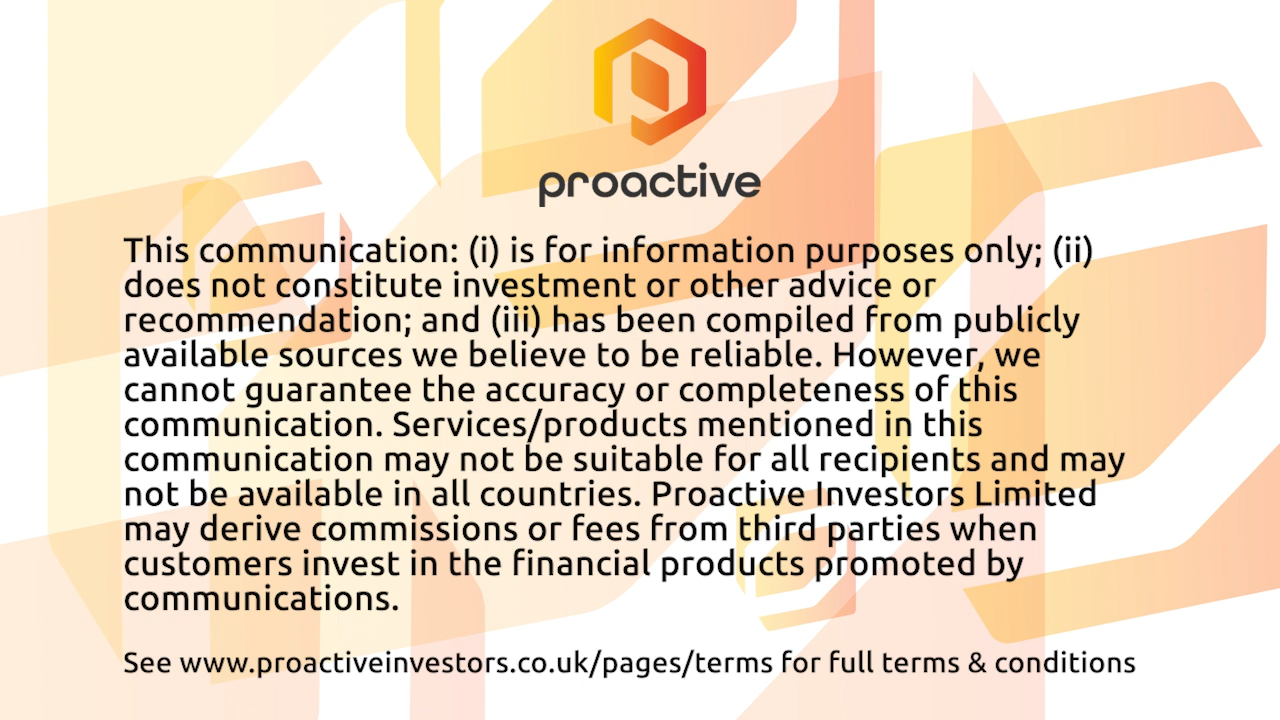 proactive
This communication: (i) is for information purposes only; (ii)
does not constitute investment or other advice or
recommendation; and (iii) has been compiled from publicly
available sources we believe to be reliable. However, we
cannot guarantee the accuracy or completeness of this
communication. Services/products mentioned in this
communication may not be suitable for all recipients and may
not be available in all countries. Proactive Investors Limited
may derive commissions or fees from third parties when
customers invest in the financial products promoted by
communications.
See www.proactiveinvestors.co.uk/pages/terms for full terms & conditions